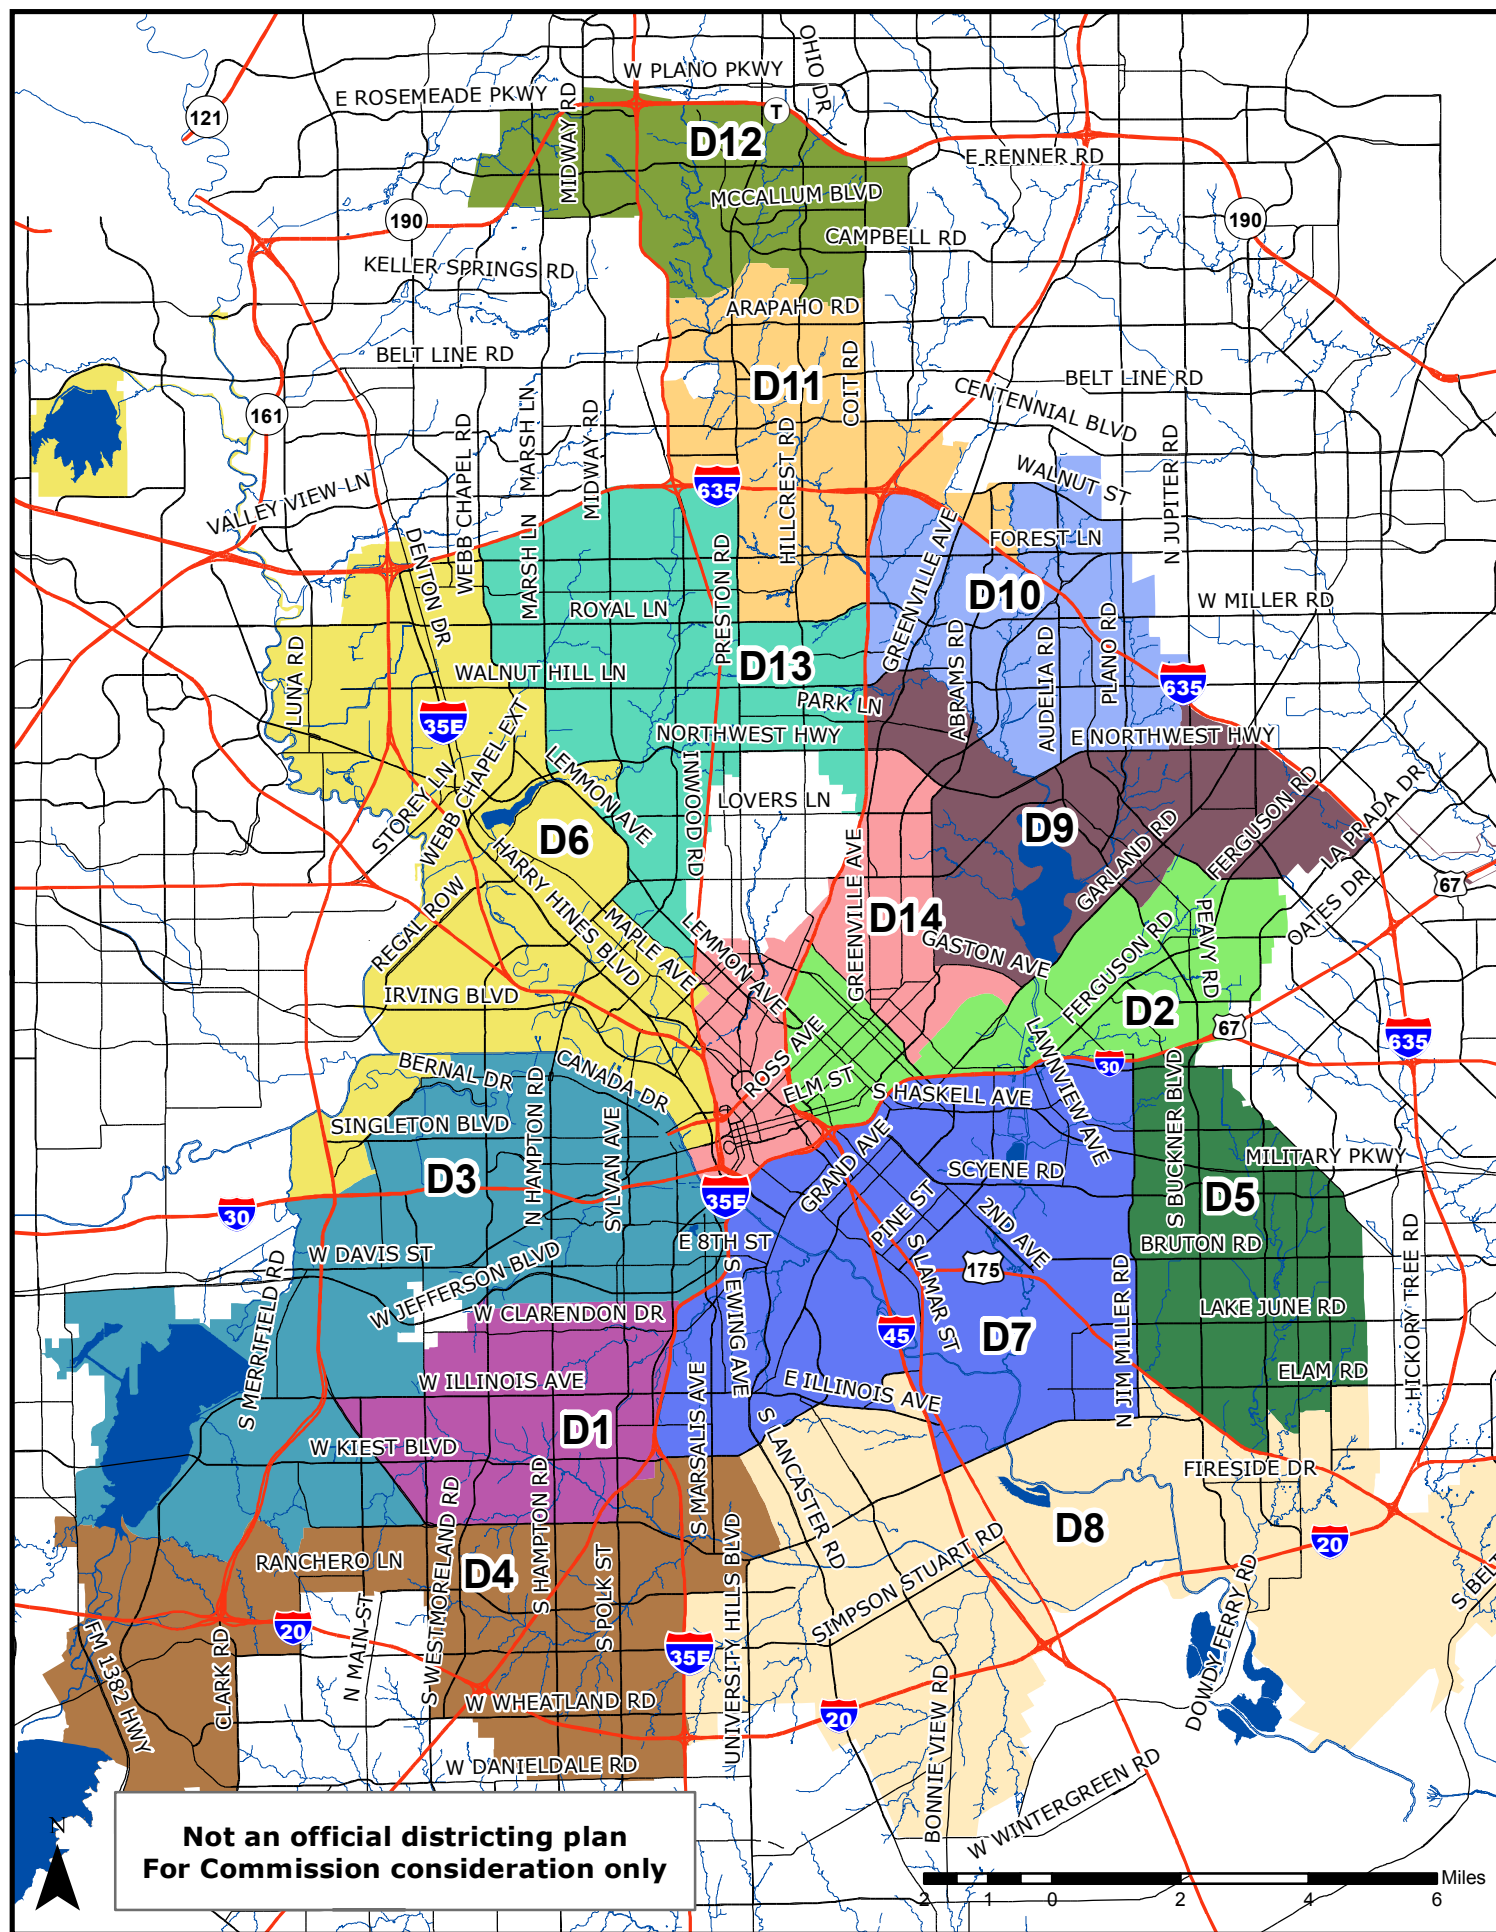 W PLANO PKWY
OHIO DR
E ROSEMEADE PKWY
MIDWAY RD
121
T
D12
E RENNER RD
MCCALLUM BLVD
190
190
CAMPBELL RD
KELLER SPRINGS RD
ARAPAHO RD
BELT LINE RD
COIT RD
BELT LINE RD
D11
CENTENNIAL BLVD
161
WEBB CHAPEL RD
MARSH LN
MIDWAY RD
HILLCREST RD
N JUPITER RD
WALNUT ST
635
VALLEY VIEW LN
MARSH LN
GREENVILLE AVE
FOREST LN
DENTON DR
PRESTON RD
D10
ROYAL LN
W MILLER RD
LUNA RD
ABRAMS RD
AUDELIA RD
PLANO RD
WALNUT HILL LN
D13
635
PARK LN
35E
NORTHWEST HWY
E NORTHWEST HWY
WEBB CHAPEL EXT
LEMMON AVE
INWOOD RD
STOREY LN
LOVERS LN
FERGUSON RD
LA PRADA DR
D6
D9
GARLAND RD
HARRY HINES BLVD
GREENVILLE AVE
67
REGAL ROW
MAPLE AVE
LEMMON AVE
D14
GASTON AVE
PEAVY RD
OATES DR
FERGUSON RD
IRVING BLVD
D2
67
635
LAWNVIEW AVE
ROSS AVE
BERNAL DR
CANADA DR
ELM ST
30
S HASKELL AVE
SINGLETON BLVD
N HAMPTON RD
SYLVAN AVE
S BUCKNER BLVD
GRAND AVE
MILITARY PKWY
D3
SCYENE RD
D5
35E
30
PINE ST
2ND AVE
E 8TH ST
BRUTON RD
W DAVIS ST
S MERRIFIELD RD
W JEFFERSON BLVD
S EWING AVE
S LAMAR ST
175
N JIM MILLER RD
HICKORY TREE RD
W CLARENDON DR
LAKE JUNE RD
45
D7
W ILLINOIS AVE
S MARSALIS AVE
E ILLINOIS AVE
ELAM RD
D1
W KIEST BLVD
S LANCASTER RD
FIRESIDE DR
S WESTMORELAND RD
S HAMPTON RD
D8
UNIVERSITY HILLS BLVD
20
RANCHERO LN
D4
S POLK ST
SIMPSON STUART RD
S BELT
DOWDY FERRY RD
FM 1382 HWY
CLARK RD
20
N MAIN ST
35E
W WHEATLAND RD
20
BONNIE VIEW RD
W DANIELDALE RD
W WINTERGREEN RD
N
Not an official districting plan
For Commission consideration only
2 1 0 2 4 6
Miles